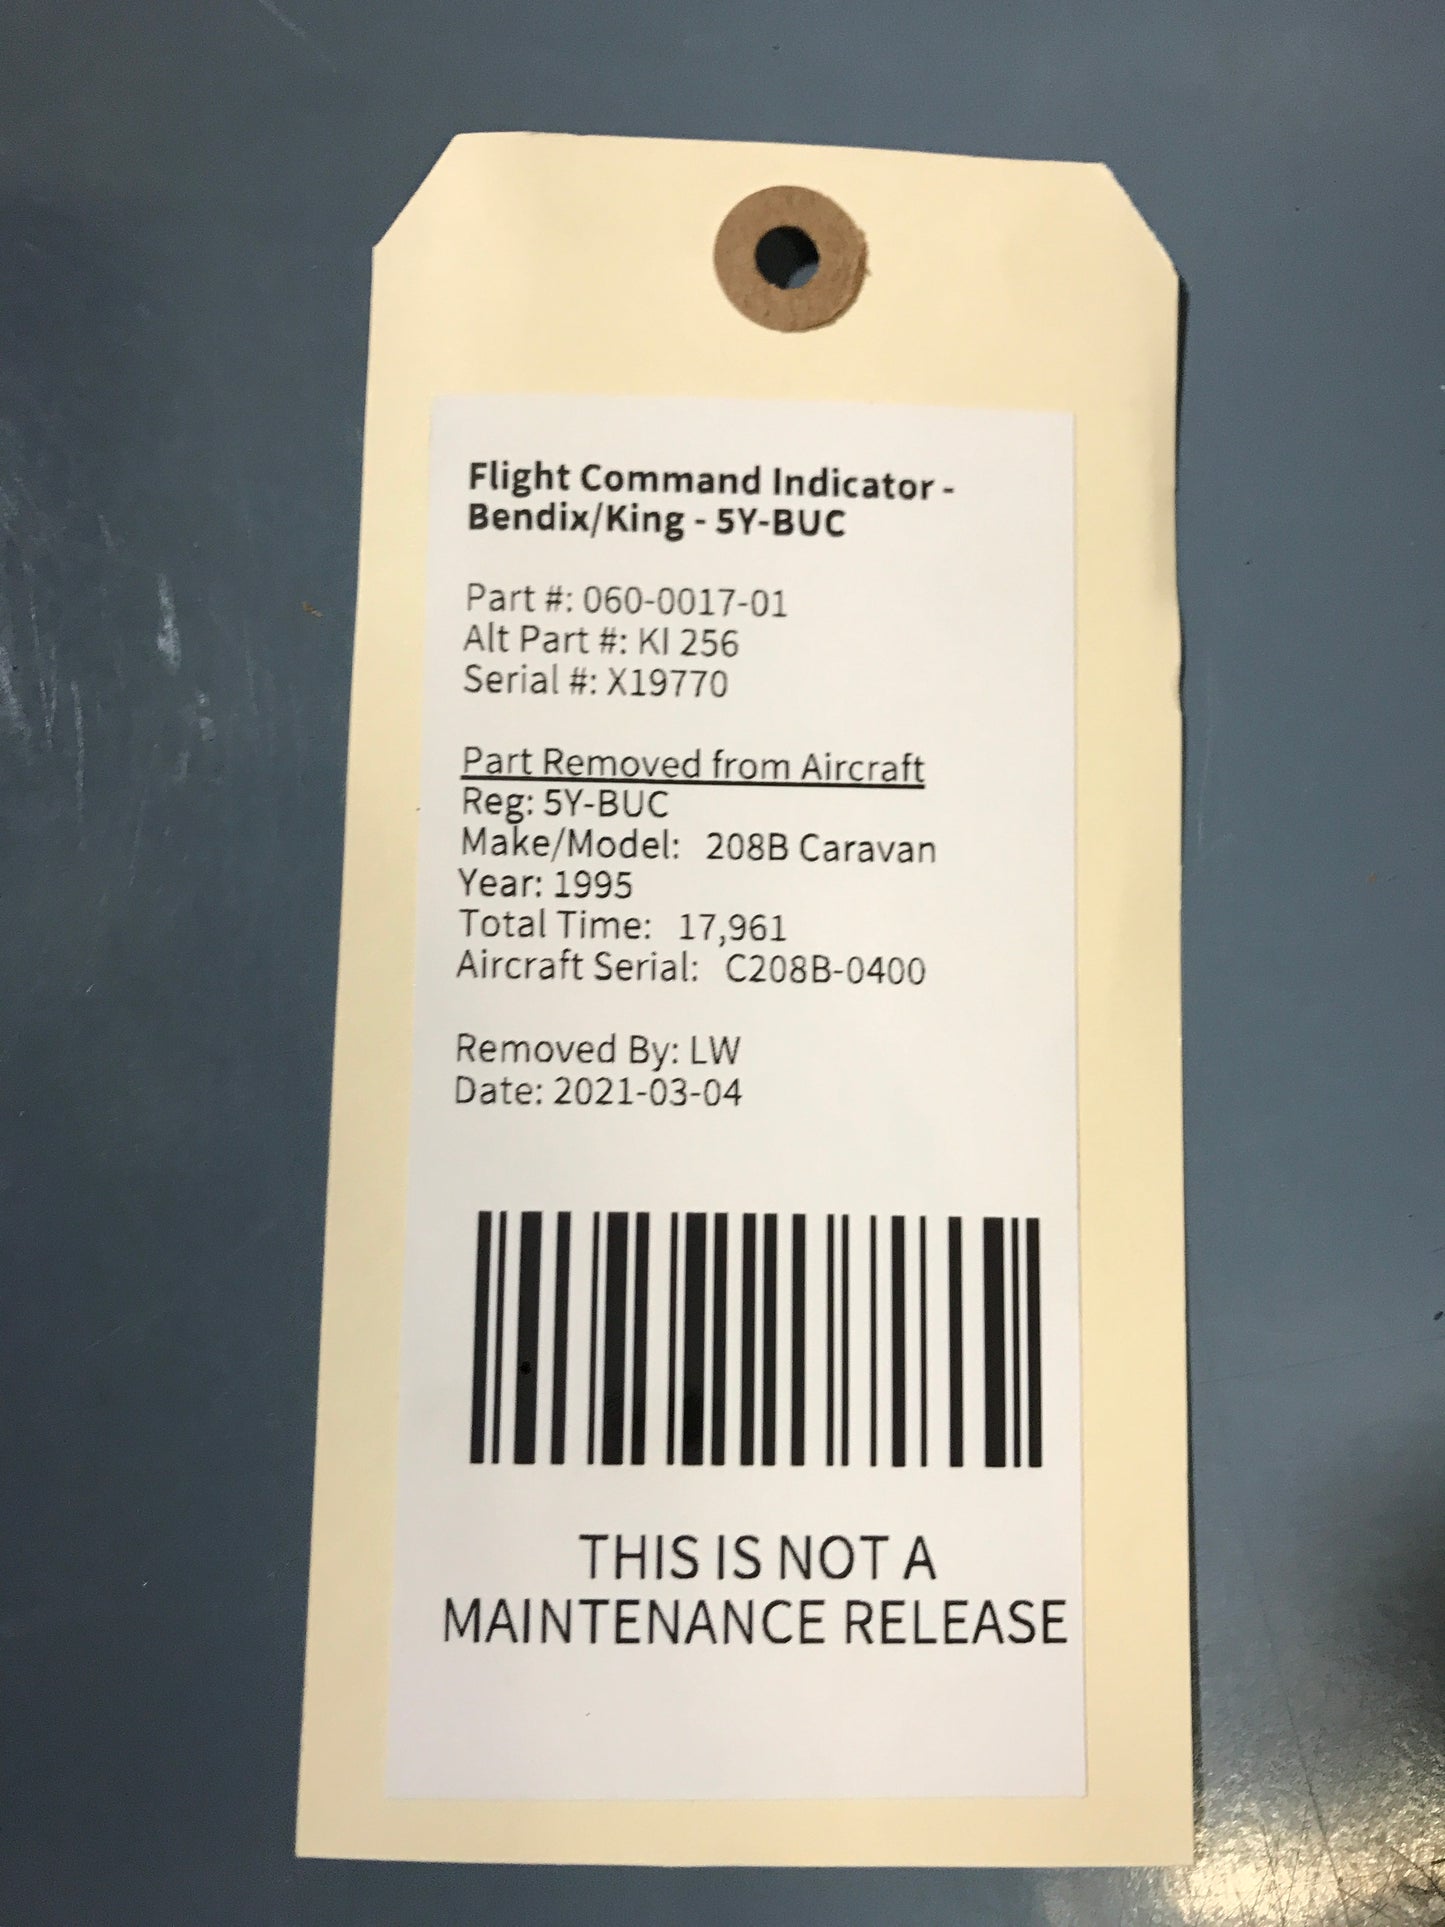 Flight Command Indicator -
Bendix/King - 5Y-BUC
Part #: 060-0017-01
Alt Part #: KI 256
Serial #: X19770
Part Removed from Aircraft
Reg: 5Y-BUC
Make/Model: 208B Caravan
Year: 1995
Total Time: 17,961
Aircraft Serial: C208B-0400
Removed By: LW
Date: 2021-03-04
THIS IS NOT A
MAINTENANCE RELEASE